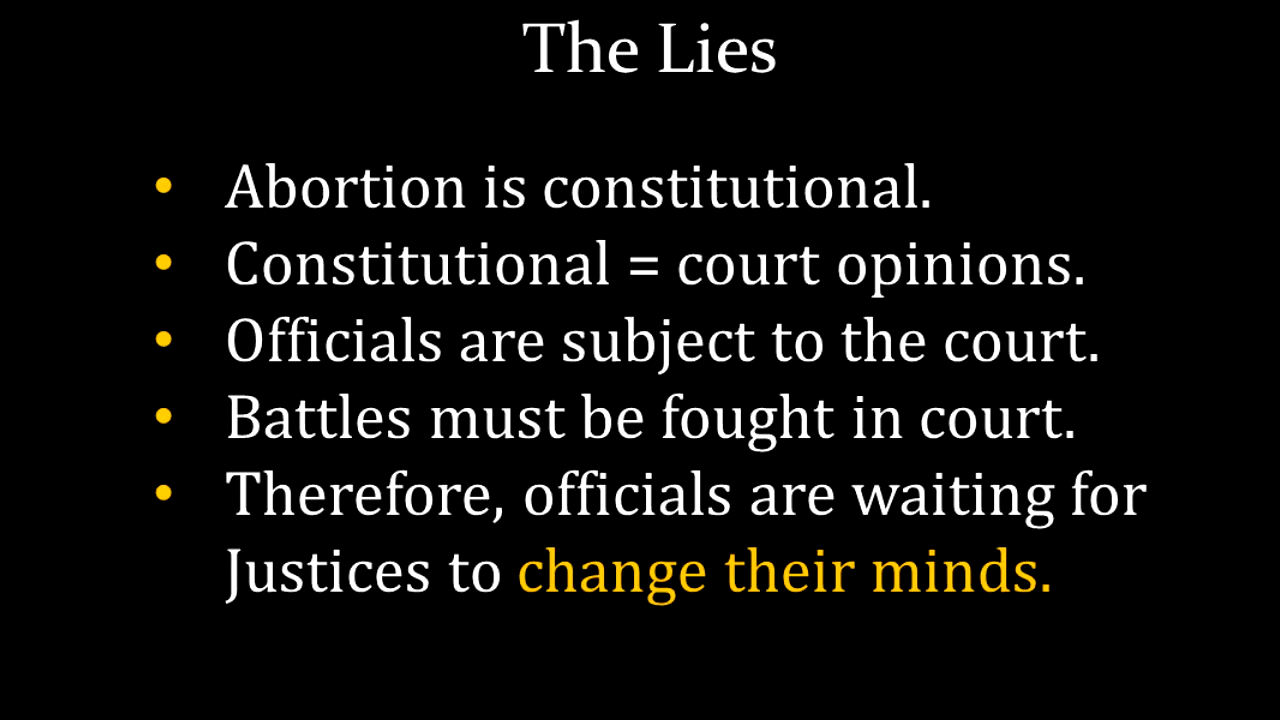 The Lies
• Abortion is constitutional.
• Constitutional = court opinions.
• Officials are subject to the court.
• Battles must be fought in court.
• Therefore, officials are waiting for
Justices to change their minds.